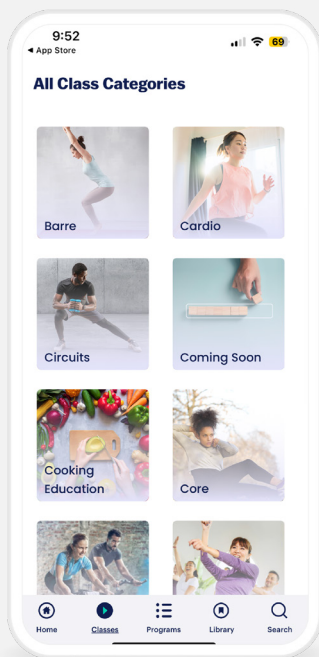 9:52
69
◀ App Store
All Class Categories
Barre
Cardio
Circuits
Coming Soon
Cooking
Education
Core
Home
Classes
Programs
Library
Search